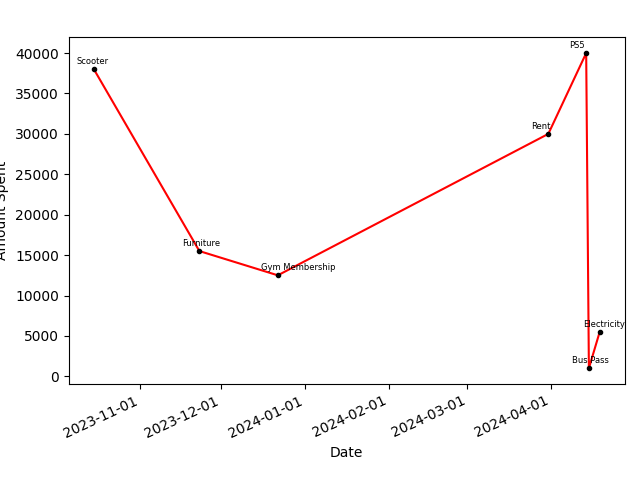 Amount Spent
40000
35000
30000
25000
20000
15000
10000
5000
0
Scooter
Furniture
Gym Membership
Rent
PS5
Bus Pass
Electricity
2023-11-01
2023-12-01
2024-01-01
2024-02-01
2024-03-01
2024-04-01
Date